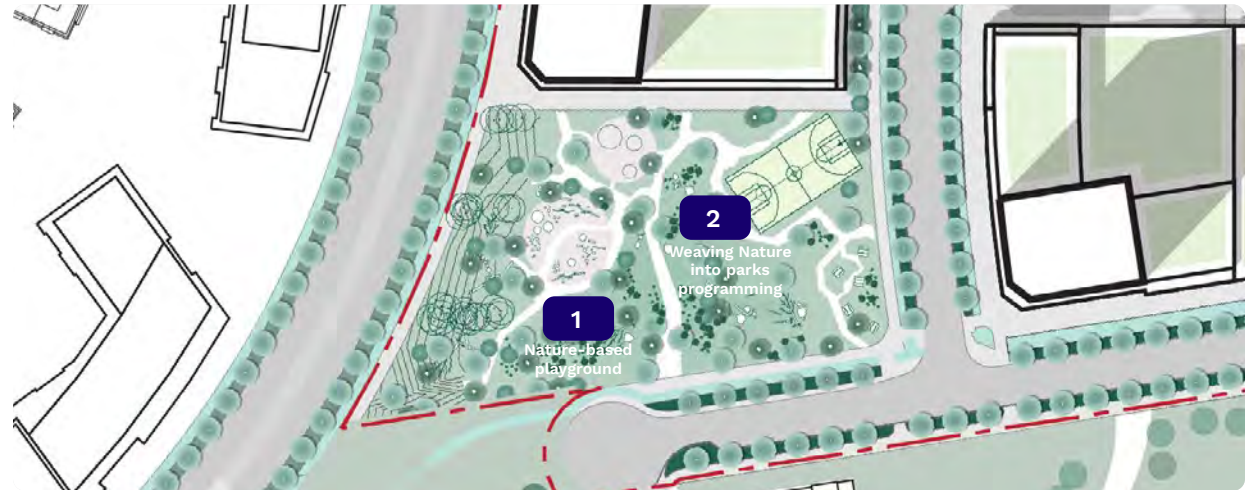 2
Weaving Nature
into parks
programming
1
Nature-based
playground